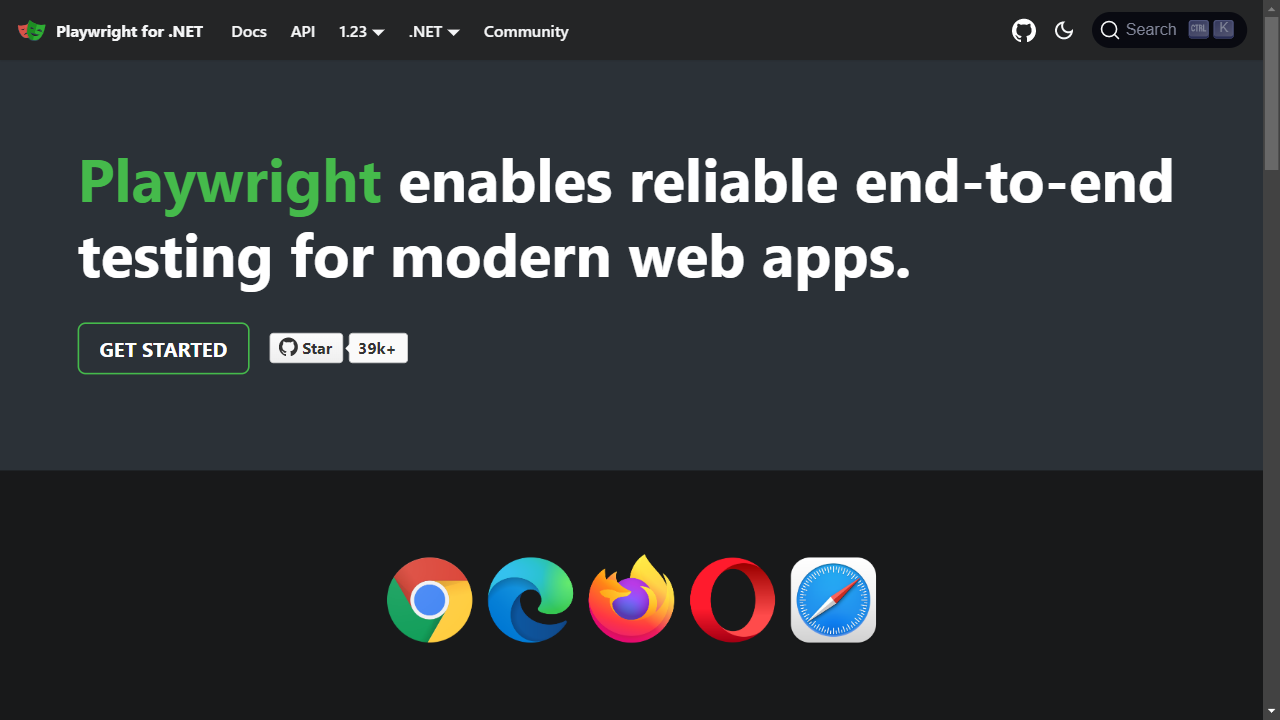 Playwright for .NET Docs API 1.23 .NET Community Search CTRL K
Playwright enables reliable end-to-end
testing for modern web apps.
GET STARTED Star 39k+